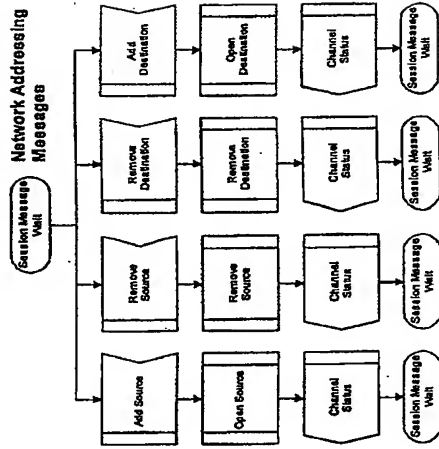 Network Addressing
Messages
Session Message
Wait
Add Source
Remove
Source
Remove
Destination
Add
Destination
Open Source
Remove
Source
Remove
Destination
Open
Destination
Channel
Status
Channel
Status
Channel
Status
Channel
Status
Session Message
Wait
Session Message
Wait
Session Message
Wait
Session Message
Wait